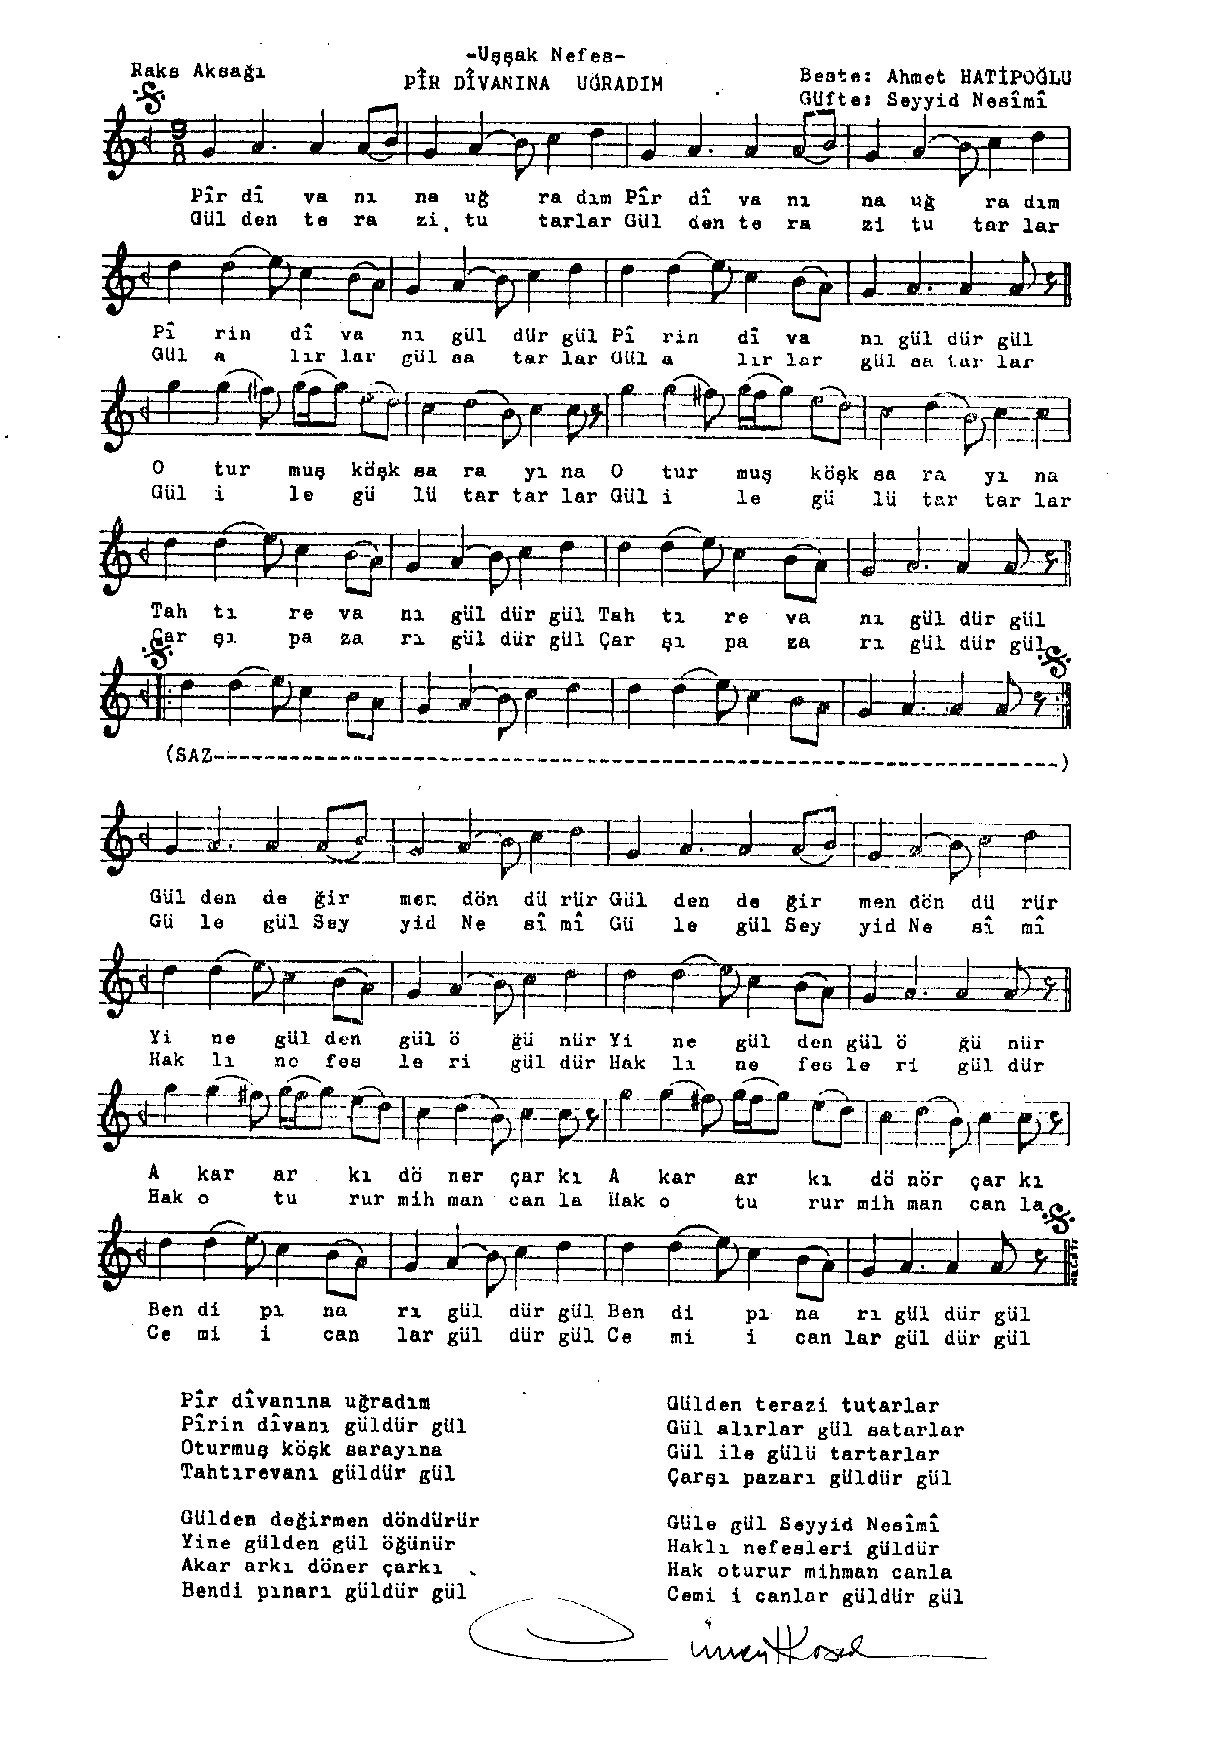 -Uşşak Nefes-
Raks Aksağı
PÎR DÎVANINA UĞRADIM
Beste: Ahmet HATİPOĞLU
Güfte: Seyyid Nesîmî
9
8
Pîr dî va nı na uğ ra dım Pîr dî va nı na uğ ra dım
Gül den te ra zi tu tarlar Gül den te ra zi tu tar lar
Pî rin dî va nı gül dür gül Pî rin dî va nı gül dür gül
Gül a lır lar gül sa tar lar Gül a lır lar gül sa tar lar
O tur muş köşk sa ra yı na O tur muş köşk sa ra yı na
Gül i le gü lü tar tar lar Gül i le gü lü tar tar lar
Tah tı re va nı gül dür gül Tah tı re va nı gül dür gül
Çar şı pa za rı gül dür gül Çar şı pa za rı gül dür gül
(SAZ----------------------------------------------------------------------)
Gül den de ğir men dön dü rür Gül den de ğir men dön dü rür
Gü le gül Sey yid Ne sî mî Gü le gül Sey yid Ne sî mî
Yi ne gül den gül ö ğü nür Yi ne gül den gül ö ğü nür
Hak lı ne fes le ri gül dür Hak lı ne fes le ri gül dür
A kar ar kı dö ner çar kı A kar ar kı dö nör çar kı
Hak o tu rur mih man can la Hak o tu rur mih man can la
Ben di pı na rı gül dür gül Ben di pı na rı gül dür gül
Ce mi i can lar gül dür gül Ce mi i can lar gül dür gül
Pîr dîvanına uğradım
Pîrin dîvanı güldür gül
Oturmuş köşk sarayına
Tahtırevanı güldür gül
Gülden değirmen döndürür
Yine gülden gül öğünür
Akar arkı döner çarkı
Bendi pınarı güldür gül
Gülden terazi tutarlar
Gül alırlar gül satarlar
Gül ile gülü tartarlar
Çarşı pazarı güldür gül
Güle gül Seyyid Nesîmî
Haklı nefesleri güldür
Hak oturur mihman canla
Cemi i canlar güldür gül